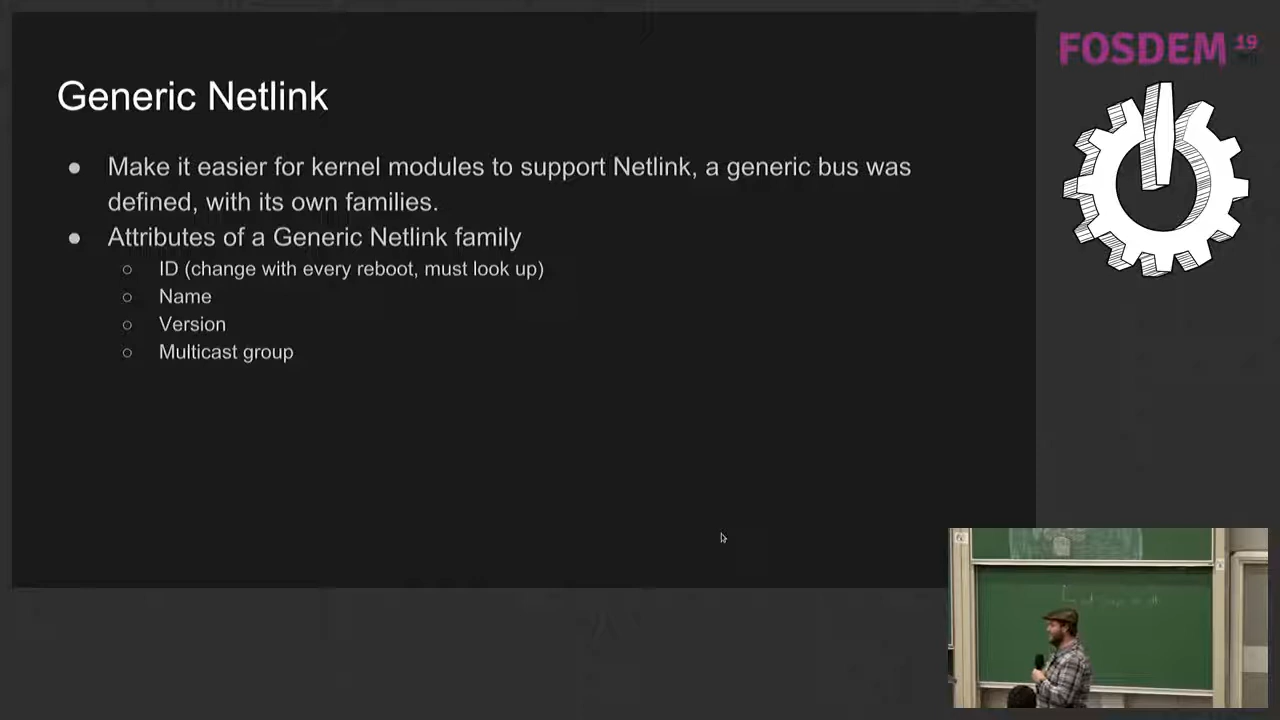 FOSDEM 19
Generic Netlink
● Make it easier for kernel modules to support Netlink, a generic bus was
defined, with its own families.
● Attributes of a Generic Netlink family
○ ID (change with every reboot, must look up)
○ Name
○ Version
○ Multicast group